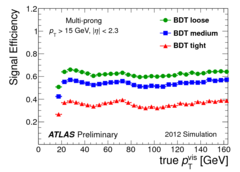 Signal Efficiency
1.2
1
0.8
0.6
0.4
0.2
Multi-prong
p_T > 15 GeV, |η| < 2.3
BDT loose
BDT medium
BDT tight
ATLAS Preliminary
2012 Simulation
0 20 40 60 80 100 120 140 160
true p_T^vis [GeV]